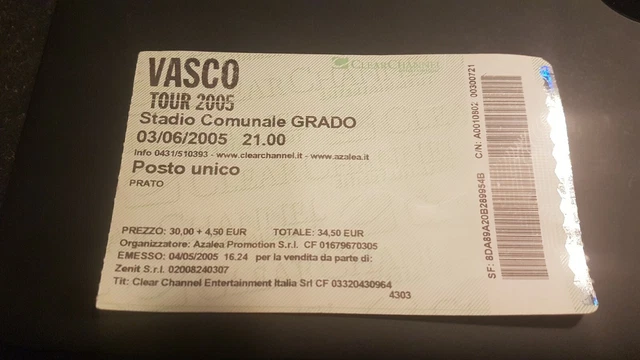 VASCO
TOUR 2005
CLEARCHANNEL
Stadio Comunale GRADO
03/06/2005 21.00
Info 0431/510393 - www.clearchannel.it - www.azalea.it
Posto unico
PRATO
PREZZO: 30,00 + 4,50 EUR TOTALE: 34,50 EUR
Organizzatore: Azalea Promotion S.r.l. CF 01679670305
EMESSO: 04/05/2005 16.24 per la vendita da parte di:
Zenit S.r.l. 02008240307
Tit: Clear Channel Entertainment Italia Srl CF 03320430964
4303
SF: 8DA89A20B289954B C/N: A0010802 00300721